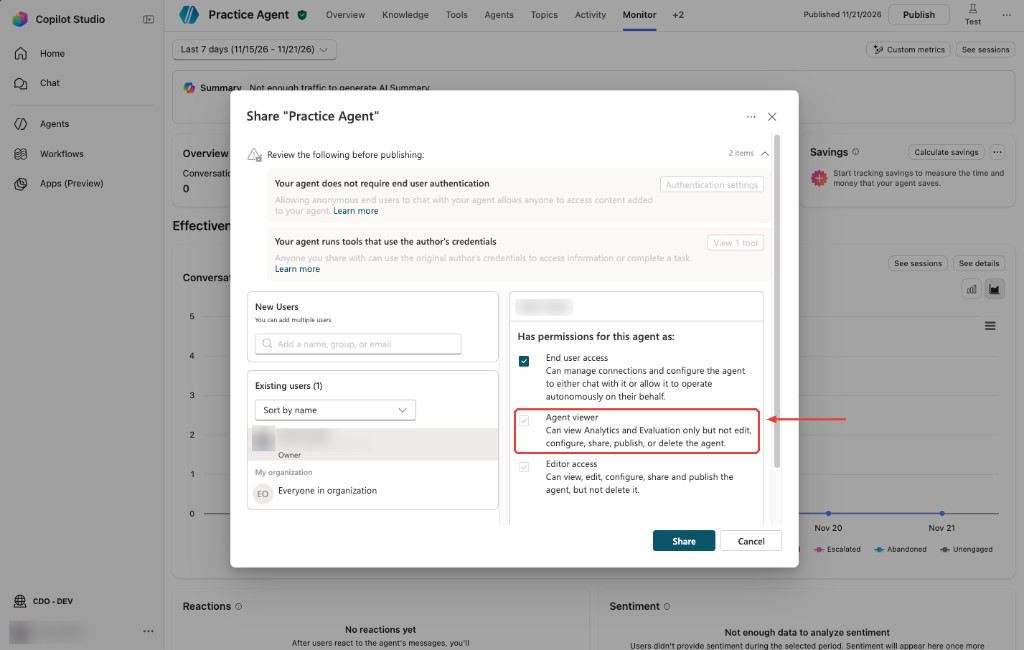 Copilot Studio
Home
Chat
Agents
Workflows
Apps (Preview)
CDO - DEV
Practice Agent
Overview
Knowledge
Tools
Agents
Topics
Activity
Monitor
+2
Published 11/21/2026
Publish
Test
Last 7 days (11/15/26 - 11/21/26)
Custom metrics
See sessions
Summary
Not enough traffic to generate AI Summary
Overview
Conversatio
0
Savings
Calculate savings
Start tracking savings to measure the time and
money that your agent saves.
Effectiven
Conversat
See sessions
See details
5
4
3
2
1
0
Nov 20
Nov 21
Escalated
Abandoned
Unengaged
Reactions
No reactions yet
After users react to the agent's messages, you'll
Sentiment
Not enough data to analyze sentiment
Users didn't provide sentiment during the selected period. Sentiment will appear here once more
Share "Practice Agent"
Review the following before publishing:
2 items
Your agent does not require end user authentication
Authentication settings
Allowing anonymous end users to chat with your agent allows anyone to access content added
to your agent. Learn more
Your agent runs tools that use the author's credentials
View 1 tool
Anyone you share with can use the original author's credentials to access information or complete a task.
Learn more
New Users
You can add multiple users
Add a name, group, or email
Existing users (1)
Sort by name
Owner
My organization
EO
Everyone in organization
Has permissions for this agent as:
End user access
Can manage connections and configure the agent
to either chat with it or allow it to operate
autonomously on their behalf.
Agent viewer
Can view Analytics and Evaluation only but not edit,
configure, share, publish, or delete the agent.
Editor access
Can view, edit, configure, share and publish the
agent, but not delete it.
Share
Cancel